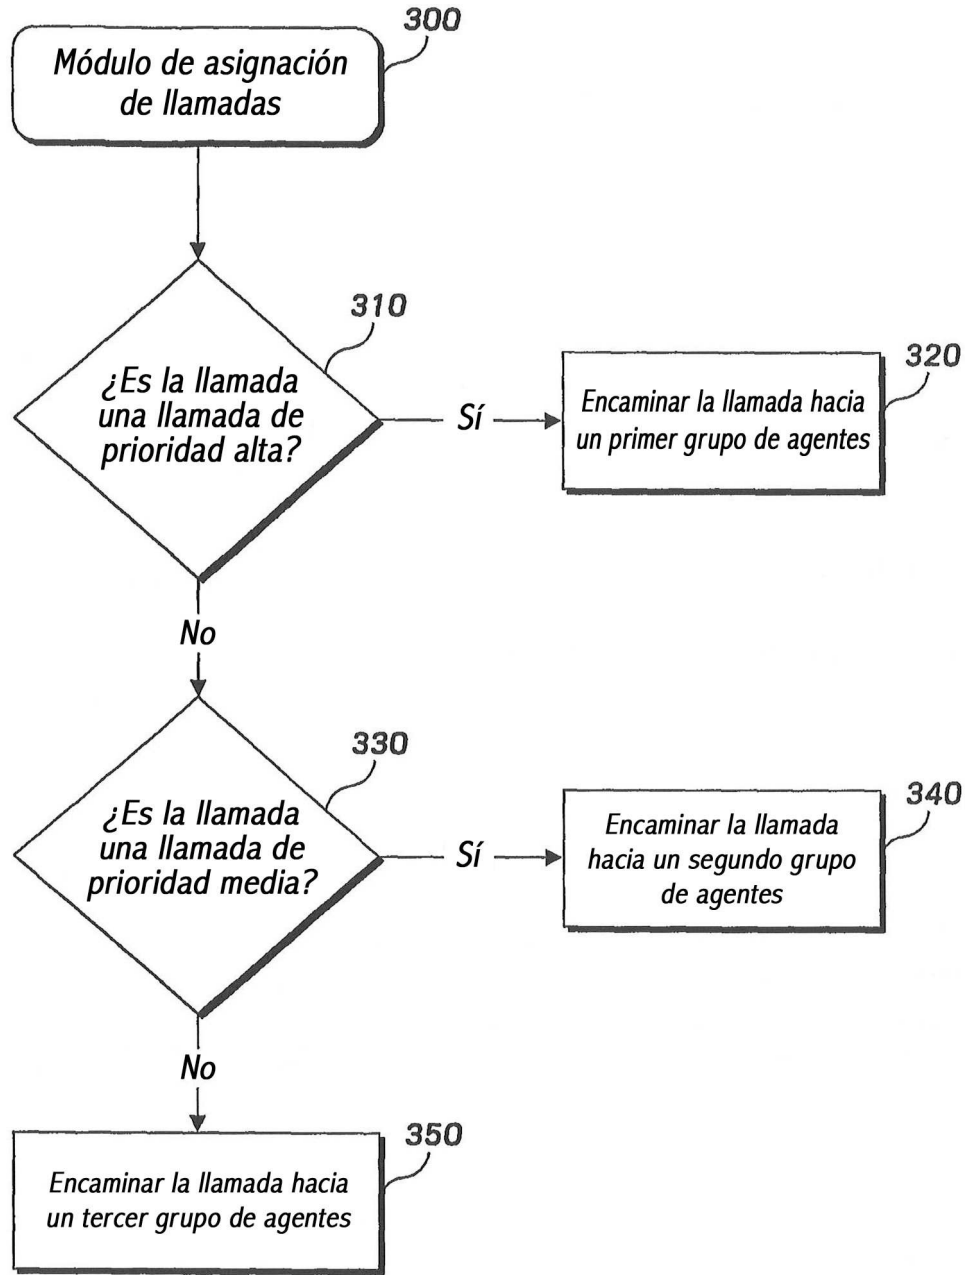 300
Módulo de asignación
de llamadas
310
¿Es la llamada
una llamada de
prioridad alta?
Sí
320
Encaminar la llamada hacia
un primer grupo de agentes
No
330
¿Es la llamada
una llamada de
prioridad media?
Sí
340
Encaminar la llamada
hacia un segundo grupo
de agentes
No
350
Encaminar la llamada hacia
un tercer grupo de agentes